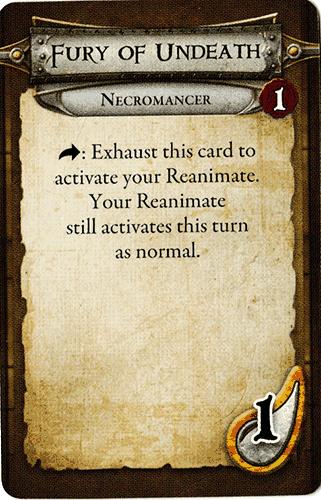 Fury of Undeath
Necromancer
1
: Exhaust this card to
activate your Reanimate.
Your Reanimate
still activates this turn
as normal.
1